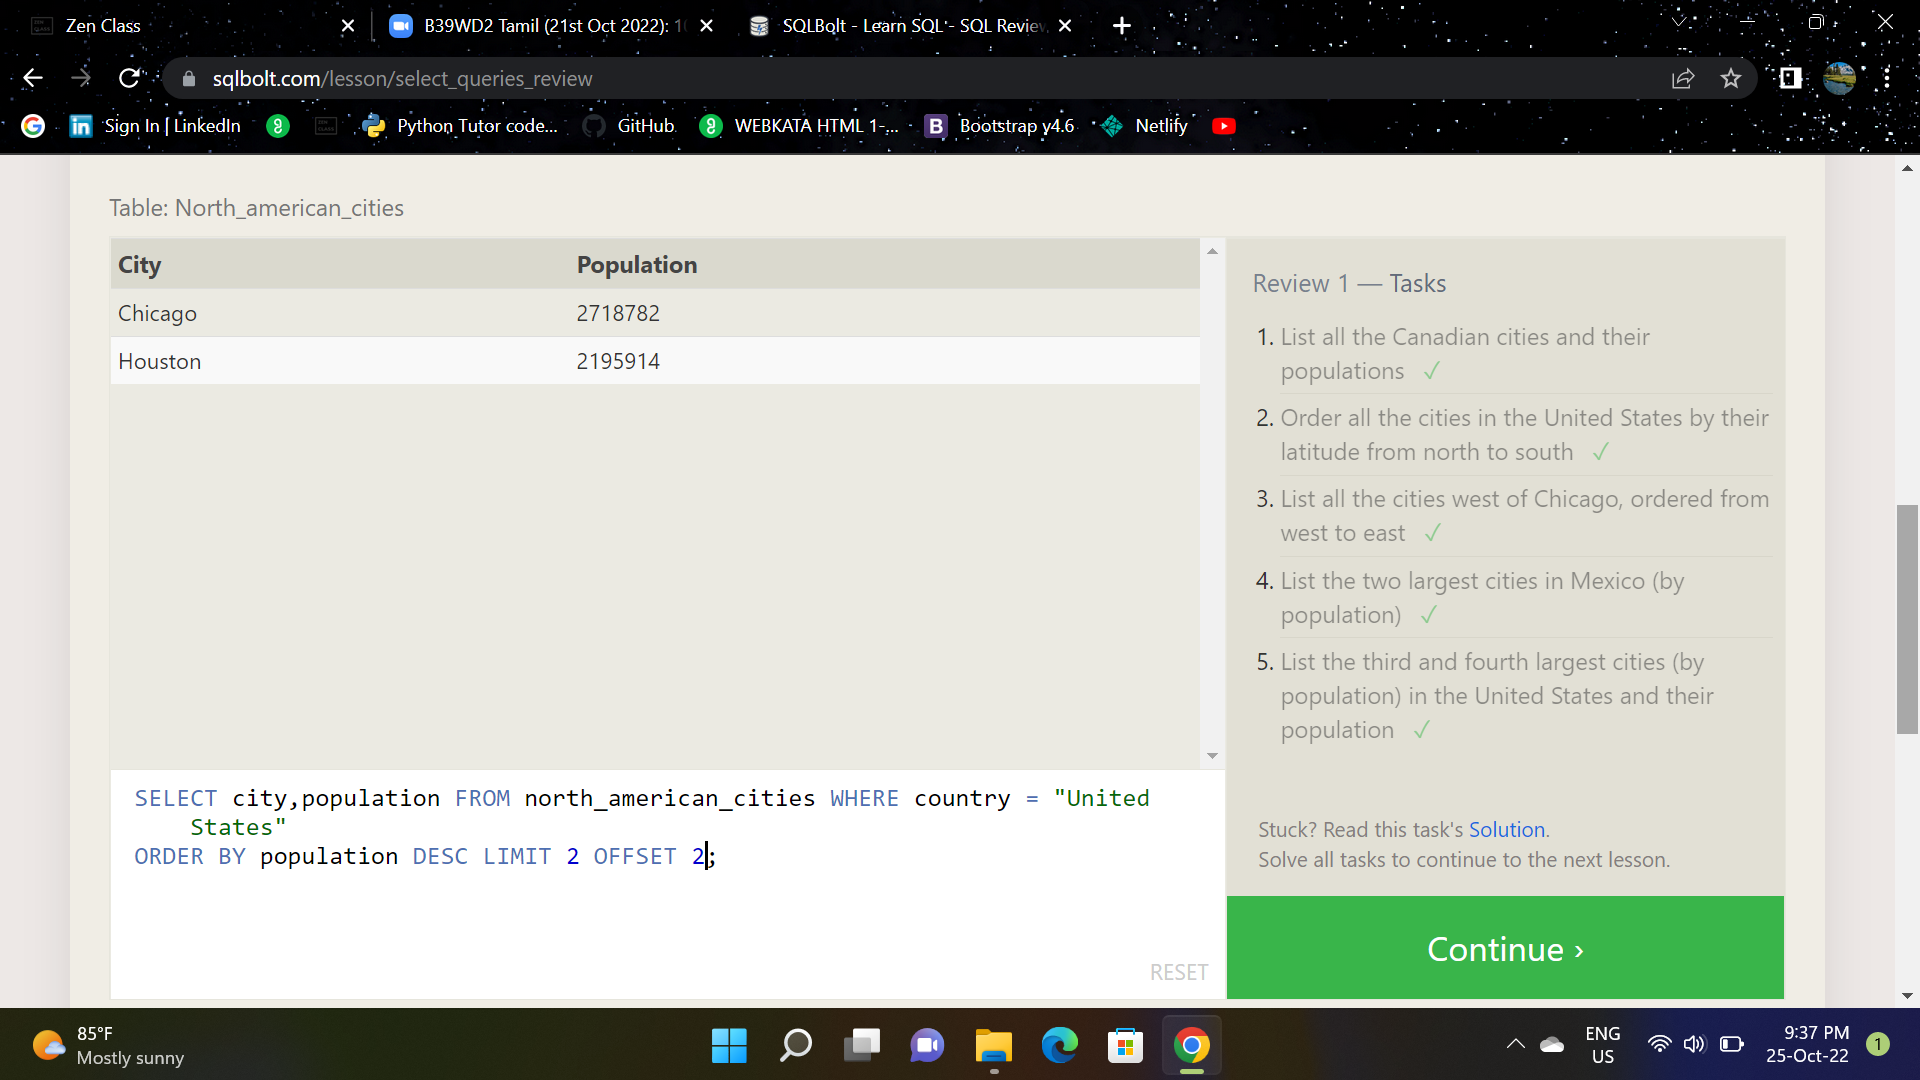 Zen Class
B39WD2 Tamil (21st Oct 2022): 1
SQLBolt - Learn SQL - SQL Review
sqlbolt.com/lesson/select_queries_review
Sign In | LinkedIn
Python Tutor code...
GitHub
WEBKATA HTML 1-...
B
Bootstrap v4.6
Netlify
Table: North_american_cities
City Population
Chicago 2718782
Houston 2195914
SELECT city,population FROM north_american_cities WHERE country = "United
States"
ORDER BY population DESC LIMIT 2 OFFSET 2;
RESET
Review 1 — Tasks
1. List all the Canadian cities and their
populations ✓
2. Order all the cities in the United States by their
latitude from north to south ✓
3. List all the cities west of Chicago, ordered from
west to east ✓
4. List the two largest cities in Mexico (by
population) ✓
5. List the third and fourth largest cities (by
population) in the United States and their
population ✓
Stuck? Read this task's Solution.
Solve all tasks to continue to the next lesson.
Continue ›
85°F
Mostly sunny
ENG
US
9:37 PM
25-Oct-22
1